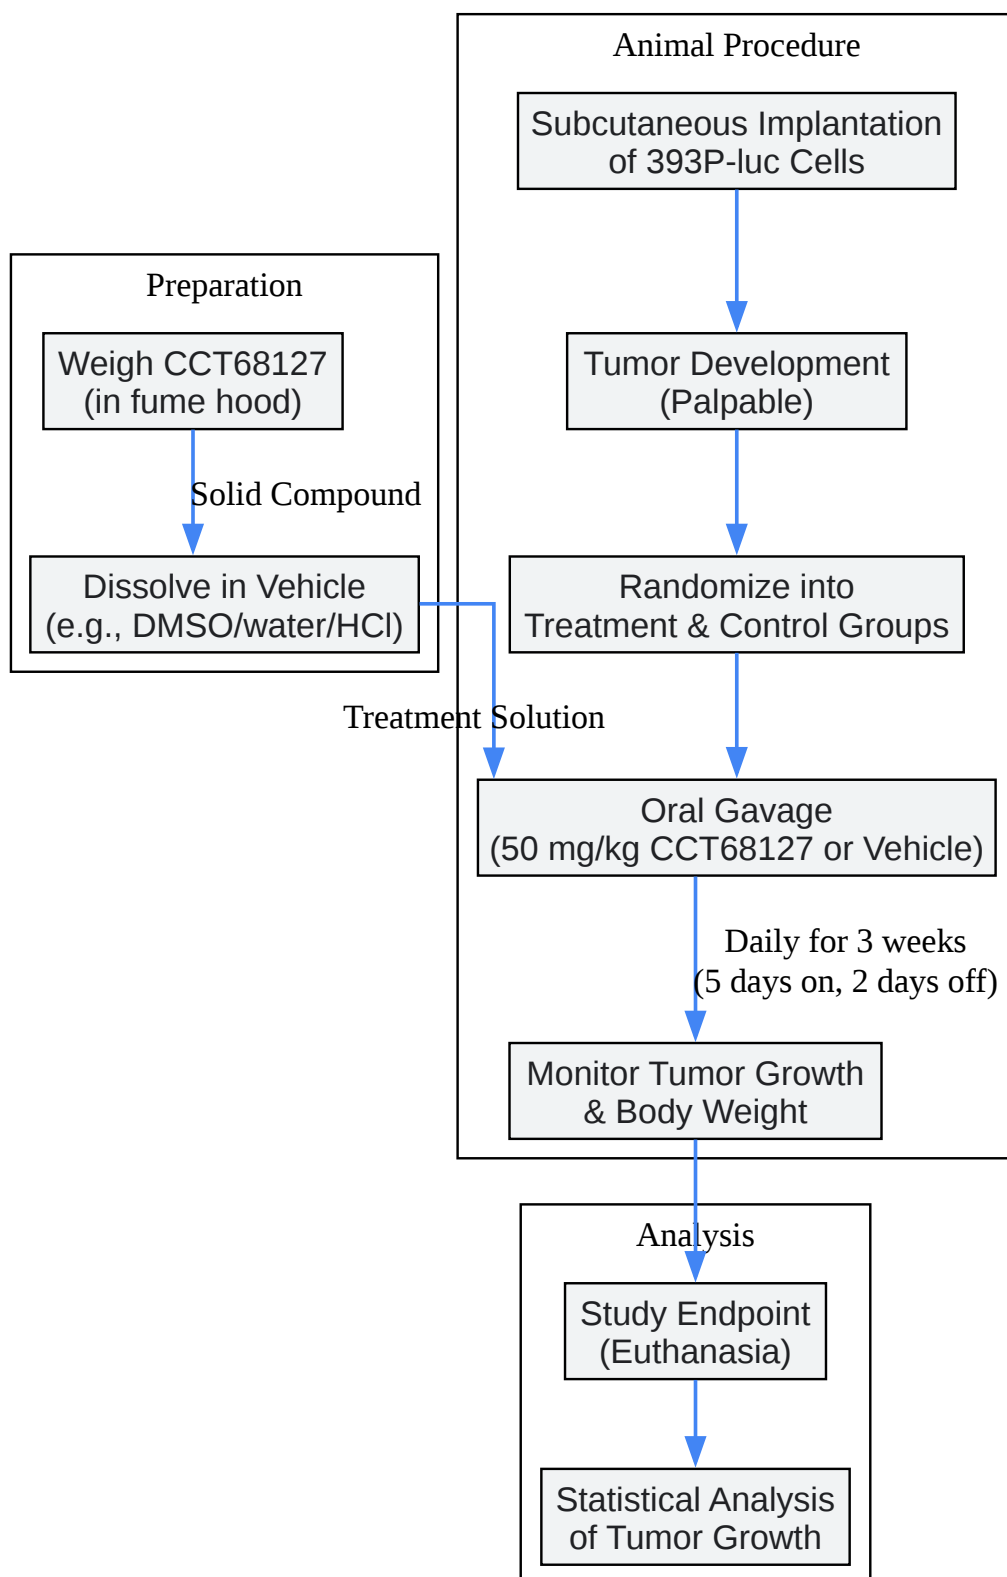 Animal Procedure
Subcutaneous Implantation
of 393P-luc Cells
Preparation
Weigh CCT68127
(in fume hood)
Tumor Development
(Palpable)
Solid Compound
Dissolve in Vehicle
(e.g., DMSO/water/HCl)
Randomize into
Treatment & Control Groups
Treatment Solution
Oral Gavage
(50 mg/kg CCT68127 or Vehicle)
Daily for 3 weeks
(5 days on, 2 days off)
Monitor Tumor Growth
& Body Weight
Analysis
Study Endpoint
(Euthanasia)
Statistical Analysis
of Tumor Growth